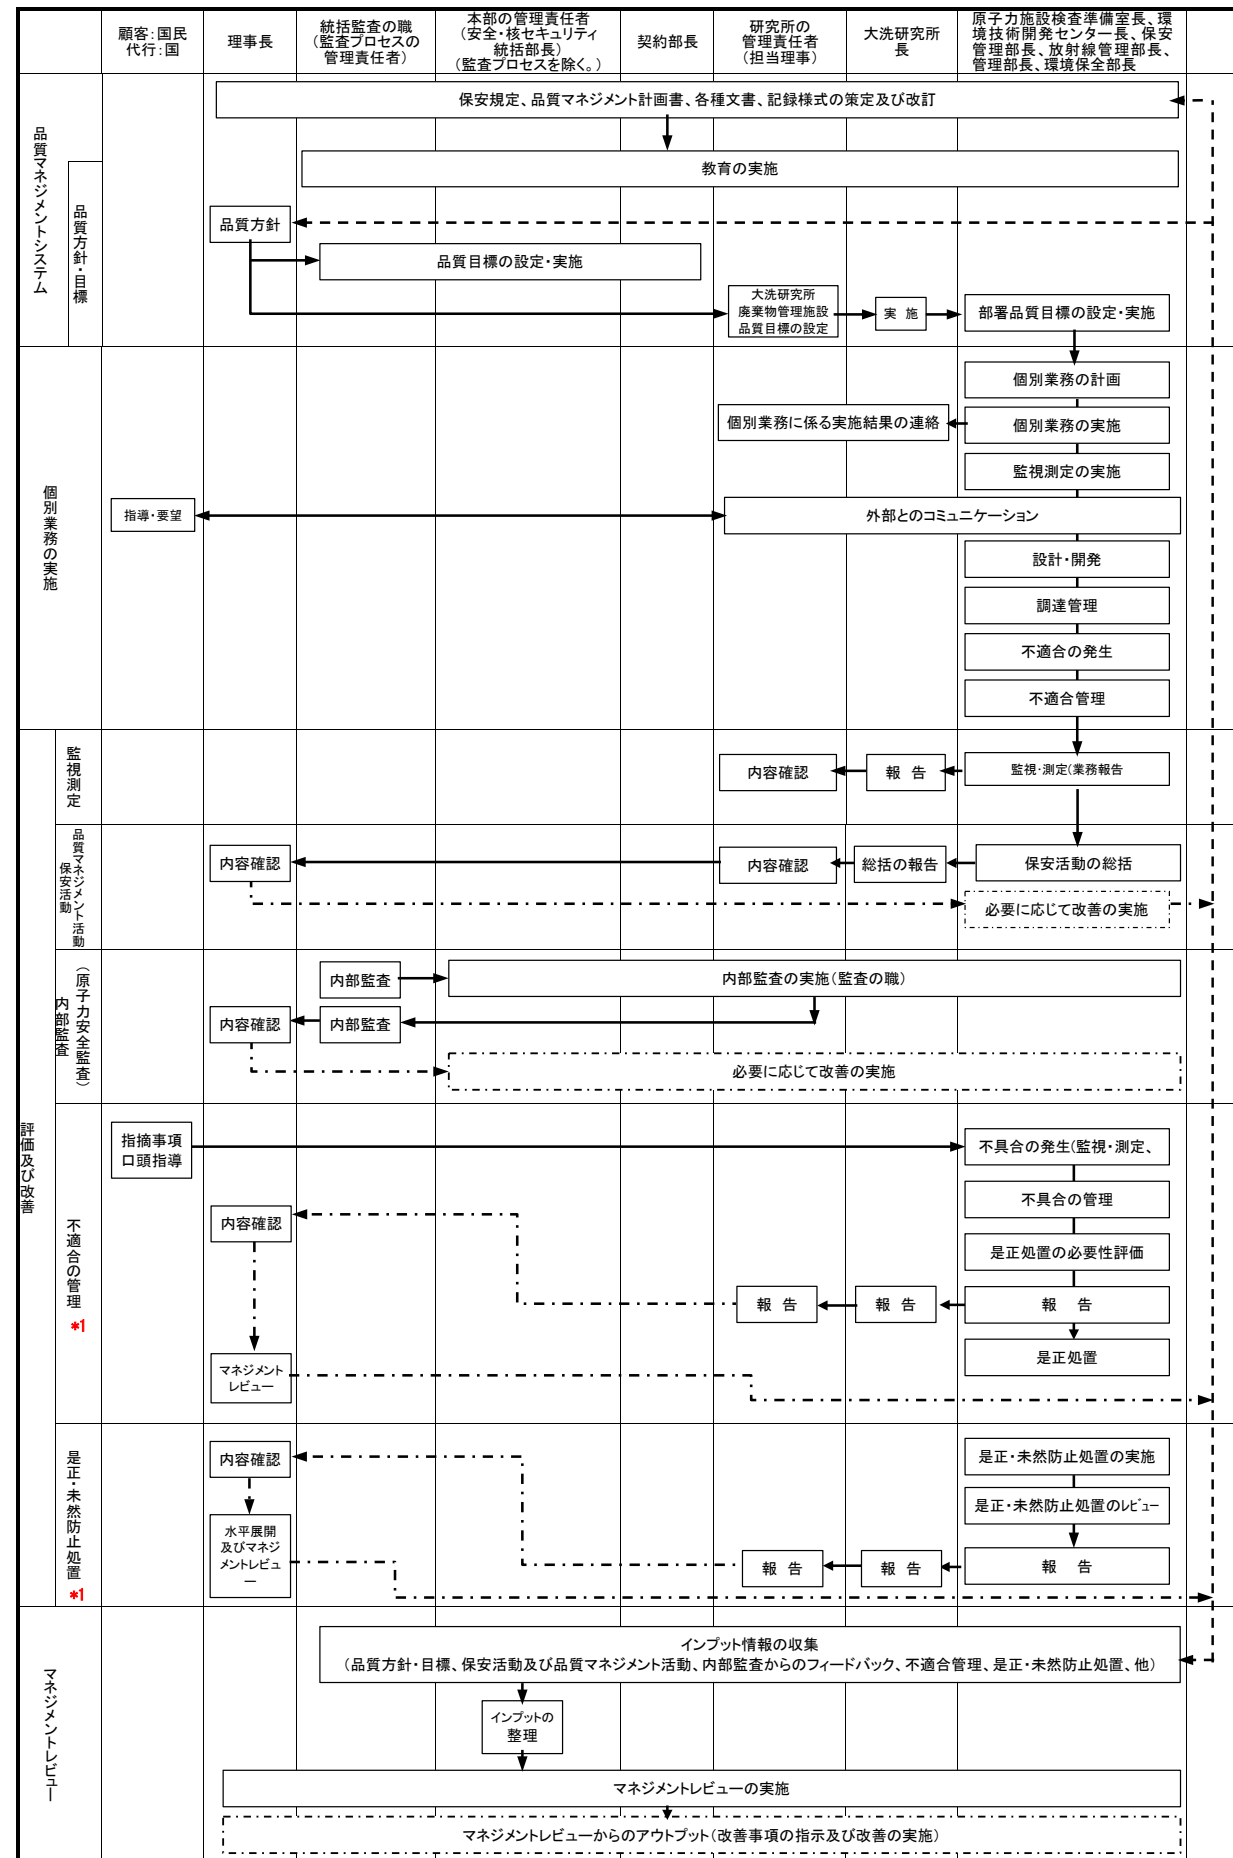 顧客:国民
代行:国
理事長
統括監査の職
(監査プロセスの
管理責任者)
本部の管理責任者
(安全・核セキュリティ
統括部長)
(監査プロセスを除く。)
契約部長
研究所の
管理責任者
(担当理事)
大洗研究所
長
原子力施設検査準備室長、環
境技術開発センター長、保安
管理部長、放射線管理部長、
管理部長、環境保全部長
品質マネジメントシステム
品質方針・目標
保安規定、品質マネジメント計画書、各種文書、記録様式の策定及び改訂
教育の実施
品質方針
品質目標の設定・実施
大洗研究所
廃棄物管理施設
品質目標の設定
実 施
部署品質目標の設定・実施
個別業務の実施
個別業務の計画
個別業務に係る実施結果の連絡
個別業務の実施
監視測定の実施
指導・要望
外部とのコミュニケーション
設計・開発
調達管理
不適合の発生
不適合管理
評価及び改善
監視測定
内容確認
報 告
監視・測定(業務報告
品質マネジメント活動
保安活動
内容確認
内容確認
総括の報告
保安活動の総括
必要に応じて改善の実施
(原子力安全監査)
内部監査
内部監査
内部監査の実施(監査の職)
内容確認
内部監査
必要に応じて改善の実施
不適合の管理
*1
指摘事項
口頭指導
不具合の発生(監視・測定、
不具合の管理
内容確認
是正処置の必要性評価
報 告
報 告
報 告
是正処置
マネジメント
レビュー
是正・未然防止処置
*1
内容確認
是正・未然防止処置の実施
是正・未然防止処置のレビュー
水平展開
及びマネジ
メントレビュ
ー
報 告
報 告
報 告
マネジメントレビュー
インプット情報の収集
(品質方針・目標、保安活動及び品質マネジメント活動、内部監査からのフィードバック、不適合管理、是正・未然防止処置、他)
インプットの
整理
マネジメントレビューの実施
マネジメントレビューからのアウトプット(改善事項の指示及び改善の実施)